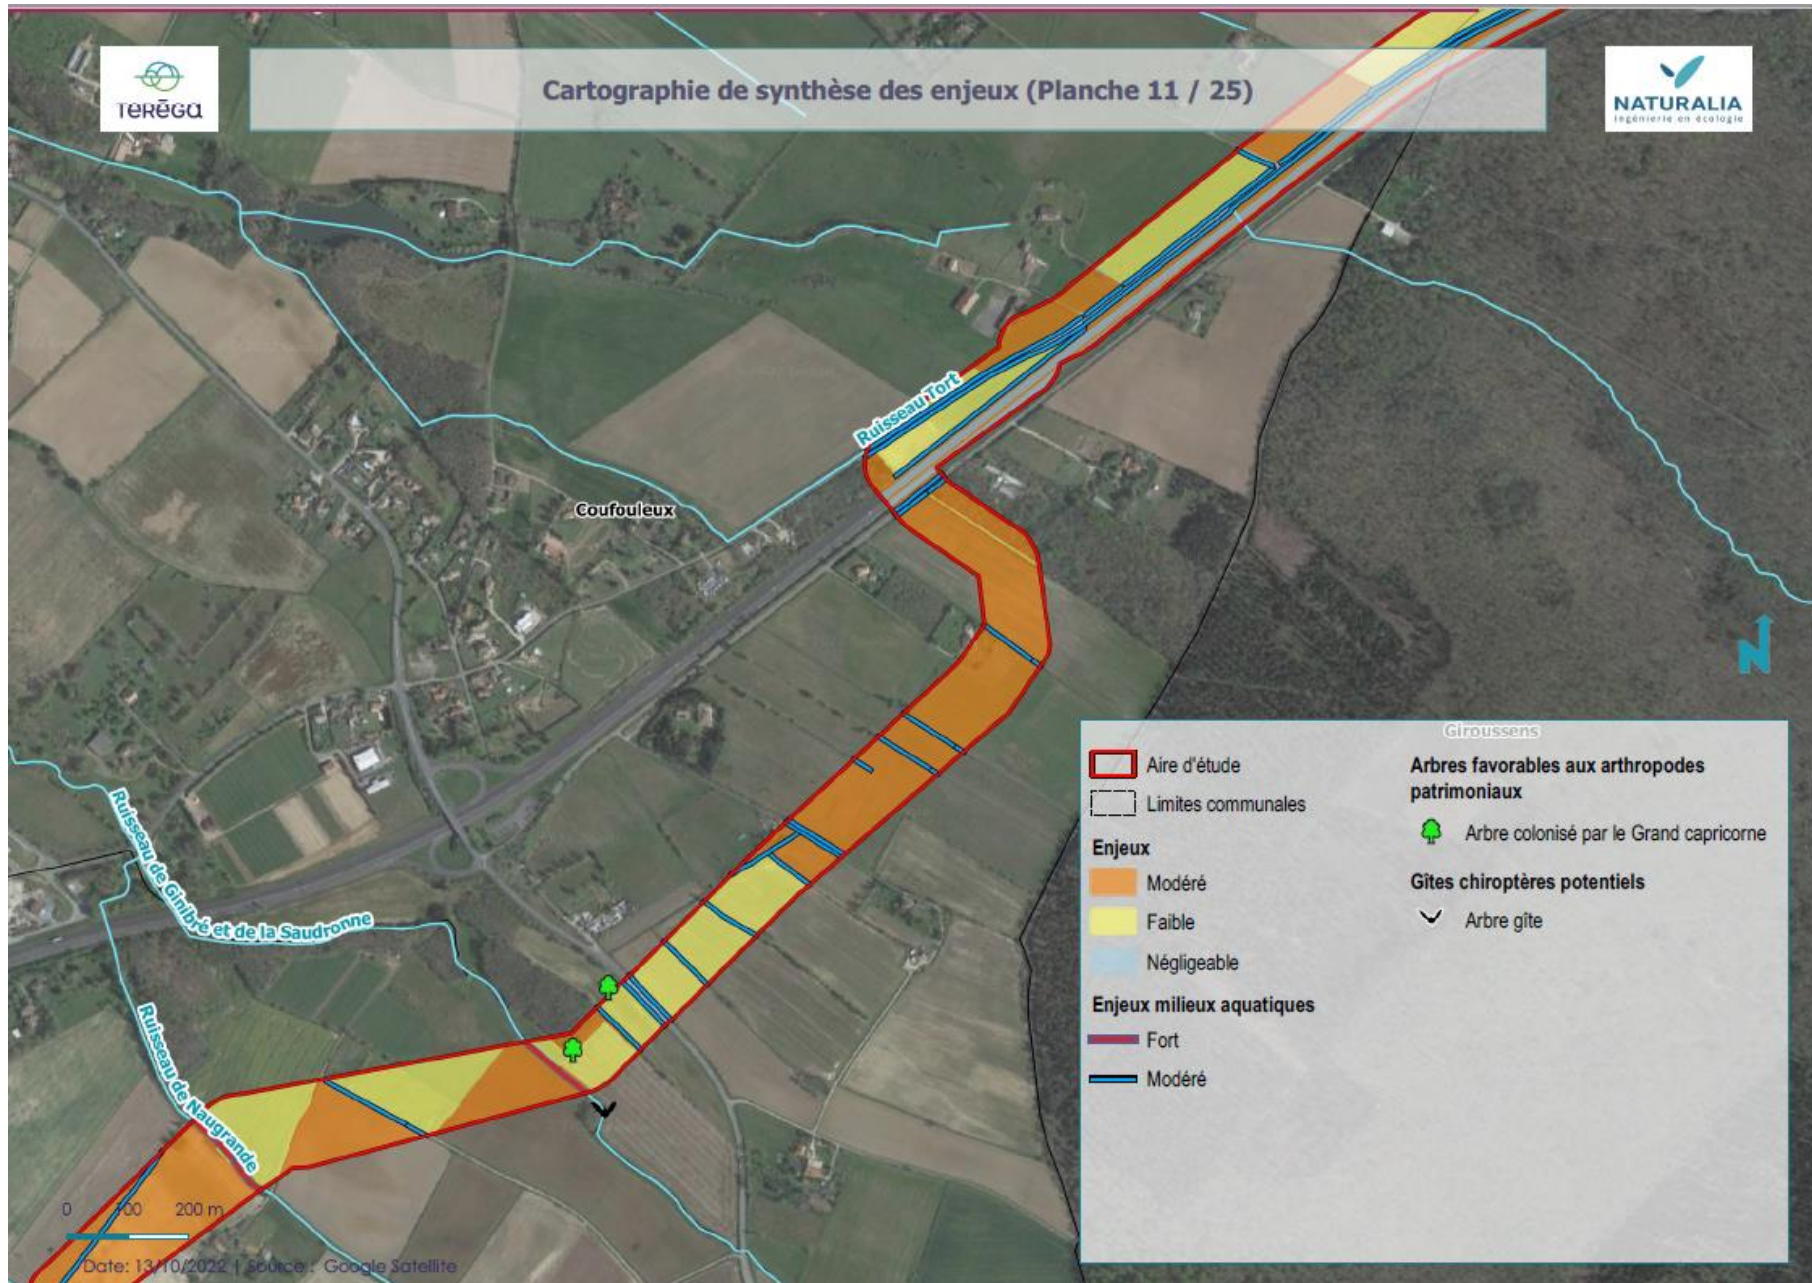 TERĒGA
Cartographie de synthèse des enjeux (Planche 11 / 25)
NATURALIA
Ingénierie en écologie
Ruisseau Tort
Coufouleux
Ruisseau de Ginibré et de la Saudronne
Ruisseau de Naugrande
N
Giroussens
Aire d'étude
Limites communales
Enjeux
Modéré
Faible
Négligeable
Enjeux milieux aquatiques
Fort
Modéré
Arbres favorables aux arthropodes
patrimoniaux
Arbre colonisé par le Grand capricorne
Gîtes chiroptères potentiels
Arbre gîte
0 100 200 m
Date: 13/10/2022 | Source : Google Satellite